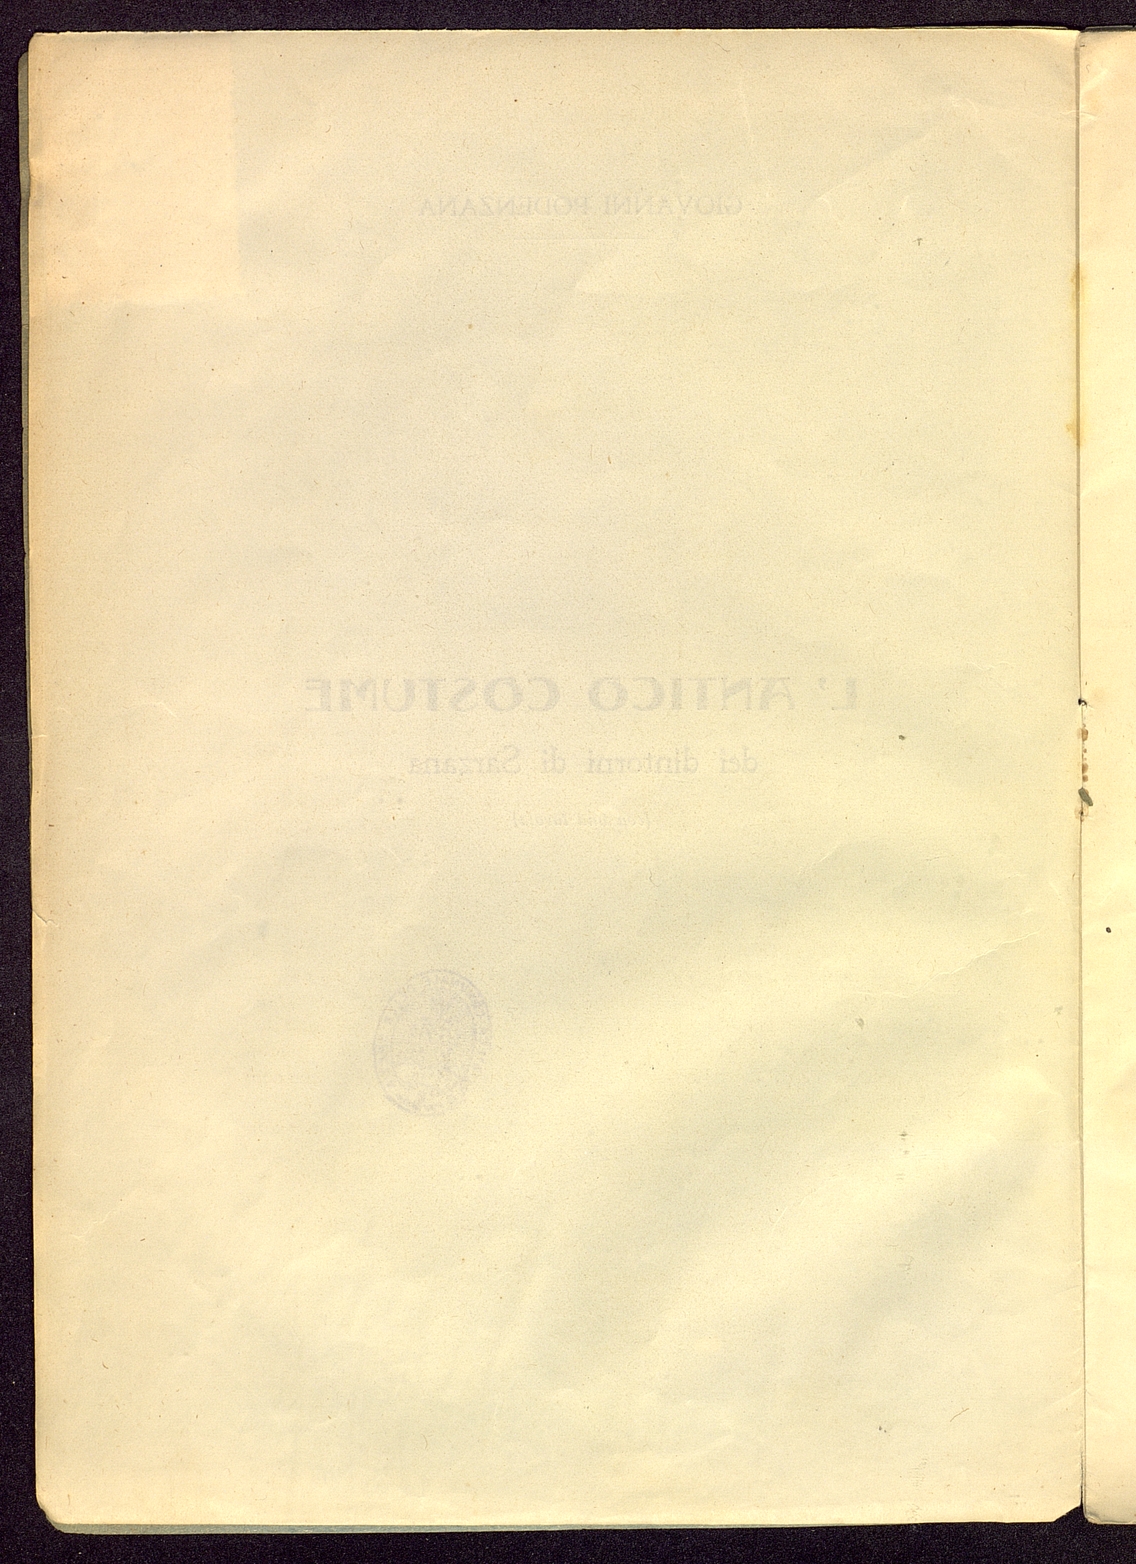 GIOVANNI PODENZANA
L'ANTICO COSTUME
dei dintorni di Sarzana